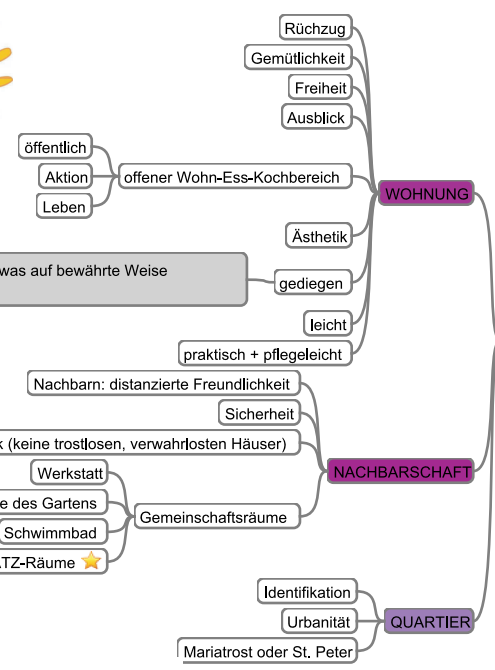 Rüchzug
Gemütlichkeit
Freiheit
Ausblick
öffentlich
Aktion
Leben
offener Wohn-Ess-Kochbereich
WOHNUNG
Ästhetik
was auf bewährte Weise
gediegen
leicht
praktisch + pflegeleicht
Nachbarn: distanzierte Freundlichkeit
Sicherheit
(keine trostlosen, verwahrlosten Häuser)
NACHBARSCHAFT
Werkstatt
des Gartens
Schwimmbad
Gemeinschaftsräume
TZ-Räume
Identifikation
Urbanität
QUARTIER
Mariatrost oder St. Peter